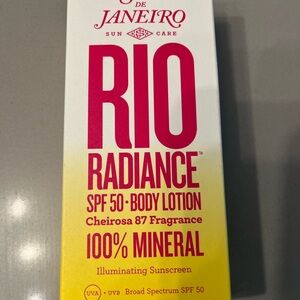 DE
JANEIRO
SUN CARE
RIO
RADIANCE™
SPF 50 • BODY LOTION
Cheirosa 87 Fragrance
100% MINERAL
Illuminating Sunscreen
UVA + UVB Broad Spectrum SPF 50